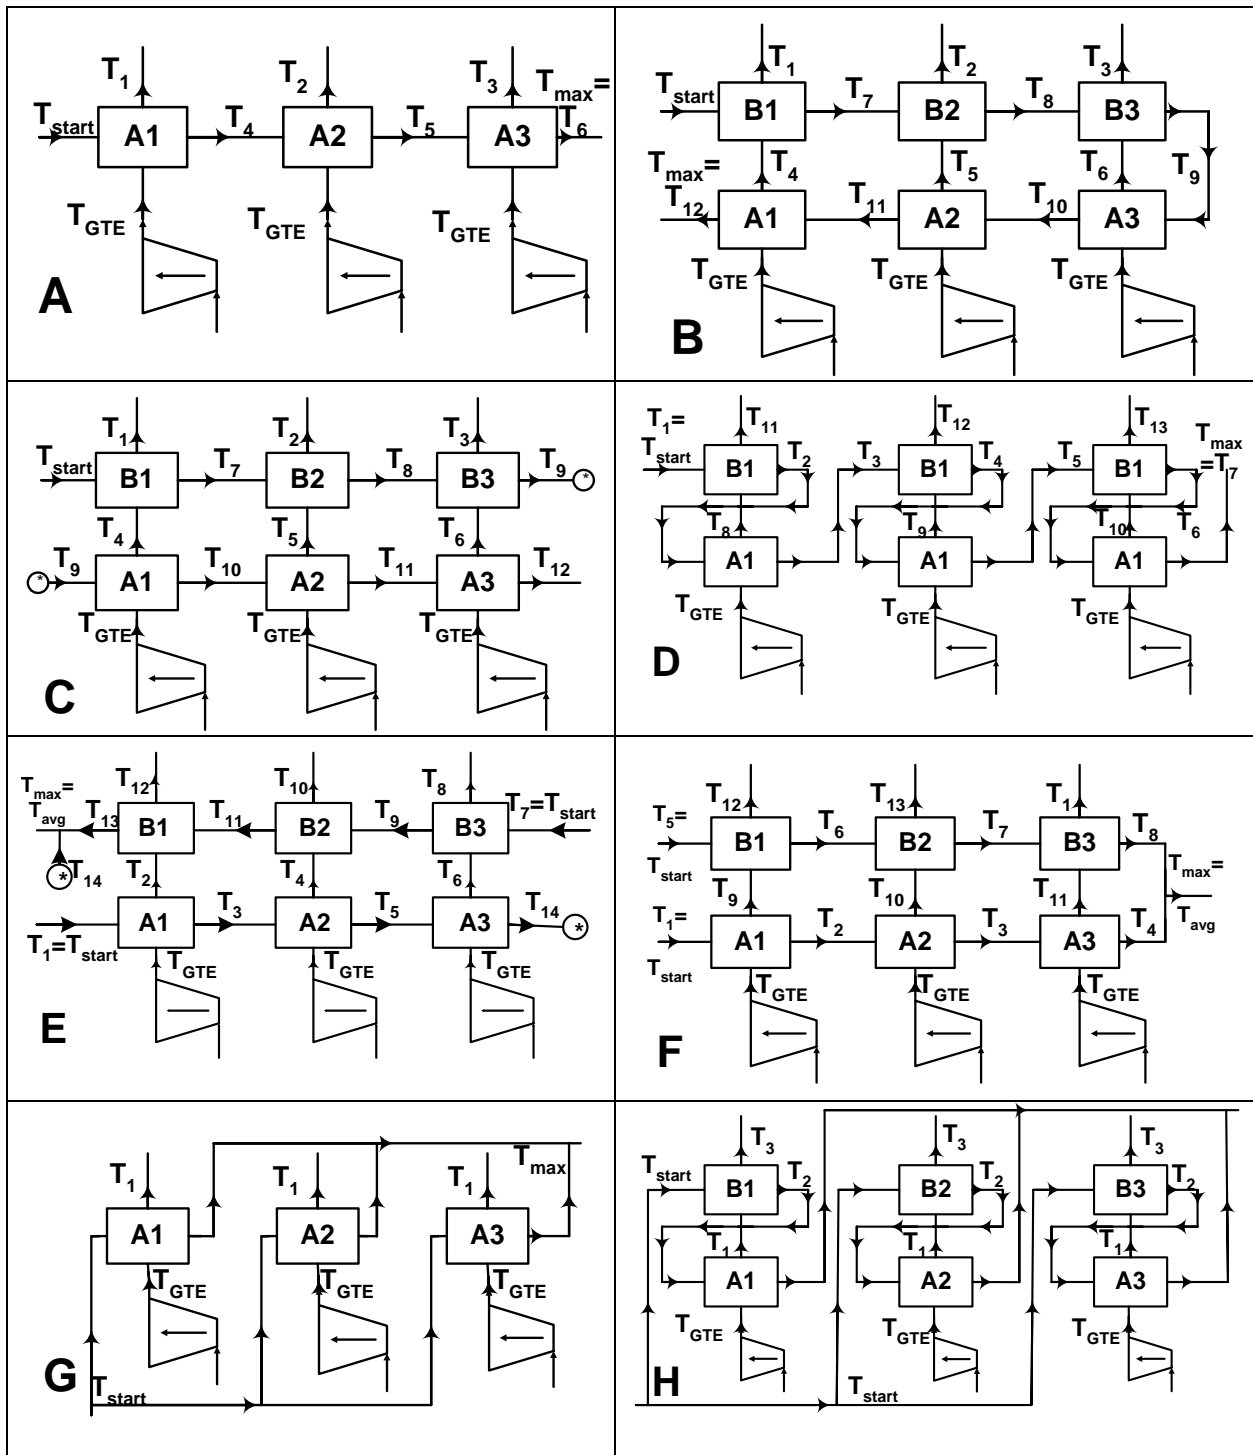 T1 T2 T3 Tmax=
Tstart A1 T4 A2 T5 A3 T6
TGTE TGTE TGTE
A
T1 T2 T3
Tstart B1 T7 B2 T8 B3
Tmax= T4 T5 T6 T9
T12 A1 T11 A2 T10 A3
TGTE TGTE TGTE
B
T1 T2 T3
Tstart B1 T7 B2 T8 B3 T9 *
T4 T5 T6
* T9 A1 T10 A2 T11 A3 T12
TGTE TGTE TGTE
C
T1= T11 T12 T13 Tmax
Tstart B1 T2 T3 B1 T4 T5 B1 =T7
T8 T9 T10 T6
A1 A1 A1
TGTE TGTE TGTE
D
Tmax= T12 T10 T8
Tavg T13 B1 T11 B2 T9 B3 T7=Tstart
* T14 T2 T4 T6
A1 T3 A2 T5 A3 T14 *
T1=Tstart TGTE TGTE TGTE
E
T12 T13 T1
T5= B1 T6 B2 T7 B3 T8
Tstart Tmax=
T9 T10 T11
T1= A1 T2 A2 T3 A3 T4 Tavg
Tstart
TGTE TGTE TGTE
F
T1 T1 T1 Tmax
A1 A2 A3
TGTE TGTE TGTE
G
Tstart
T3 T3 T3
Tstart B1 T2 B2 T2 B3 T2
T1 T1 T1
A1 A2 A3
TGTE TGTE TGTE
H
Tstart